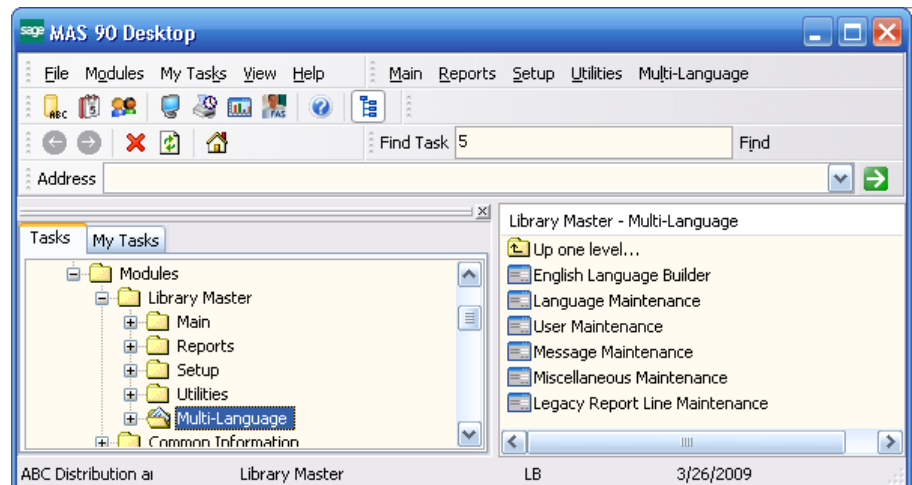 sage MAS 90 Desktop
File Modules My Tasks View Help Main Reports Setup Utilities Multi-Language
ABC 5 FAS
Find Task 5 Find
Address
Tasks My Tasks
Modules
Library Master
Main
Reports
Setup
Utilities
Multi-Language
Common Information
Library Master - Multi-Language
Up one level...
English Language Builder
Language Maintenance
User Maintenance
Message Maintenance
Miscellaneous Maintenance
Legacy Report Line Maintenance
ABC Distribution ar Library Master LB 3/26/2009